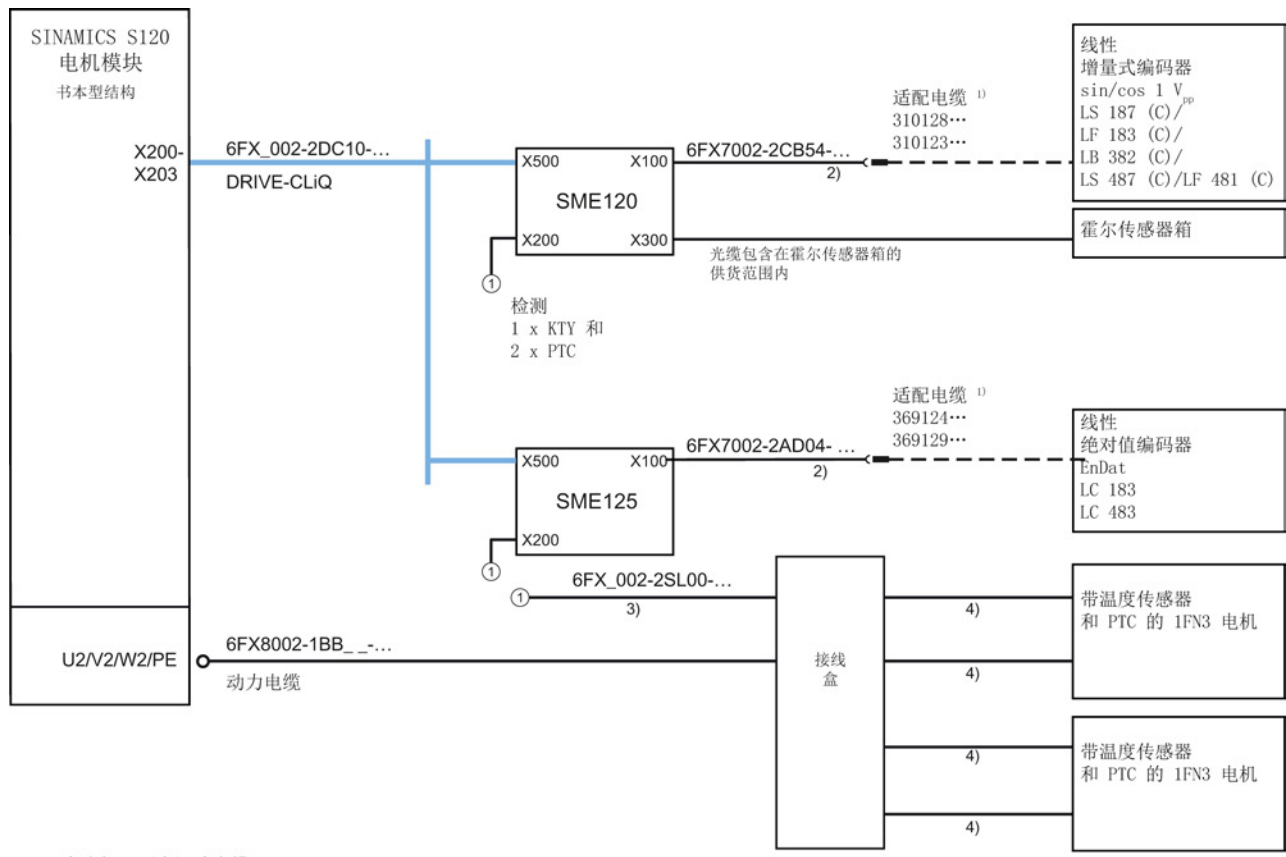 SINAMICS S120
电机模块
书本型结构
X200-
X203
6FX_002-2DC10-...
DRIVE-CLiQ
X500
X100
SME120
X200
X300
①
检测
1 x KTY 和
2 x PTC
6FX7002-2CB54-...
2)
适配电缆 1)
310128…
310123…
光缆包含在霍尔传感器箱的
供货范围内
线性
增量式编码器
sin/cos 1 Vpp
LS 187 (C)/
LF 183 (C)/
LB 382 (C)/
LS 487 (C)/LF 481 (C)
霍尔传感器箱
X500
X100
SME125
X200
①
6FX7002-2AD04- ...
2)
适配电缆 1)
369124…
369129…
线性
绝对值编码器
EnDat
LC 183
LC 483
①
6FX_002-2SL00-...
3)
U2/V2/W2/PE
6FX8002-1BB_ _-...
动力电缆
接线
盒
4)
4)
4)
4)
带温度传感器
和 PTC 的 1FN3 电机
带温度传感器
和 PTC 的 1FN3 电机